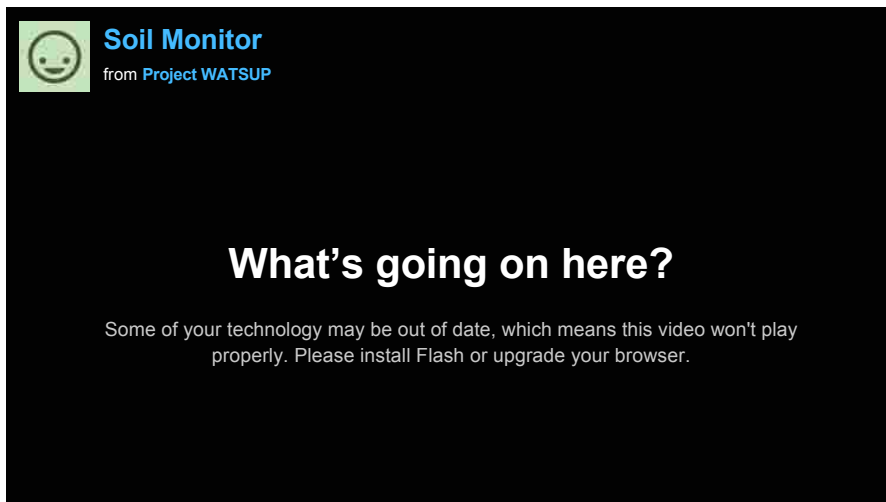 Soil Monitor
from Project WATSUP
What’s going on here?
Some of your technology may be out of date, which means this video won't play
properly. Please install Flash or upgrade your browser.